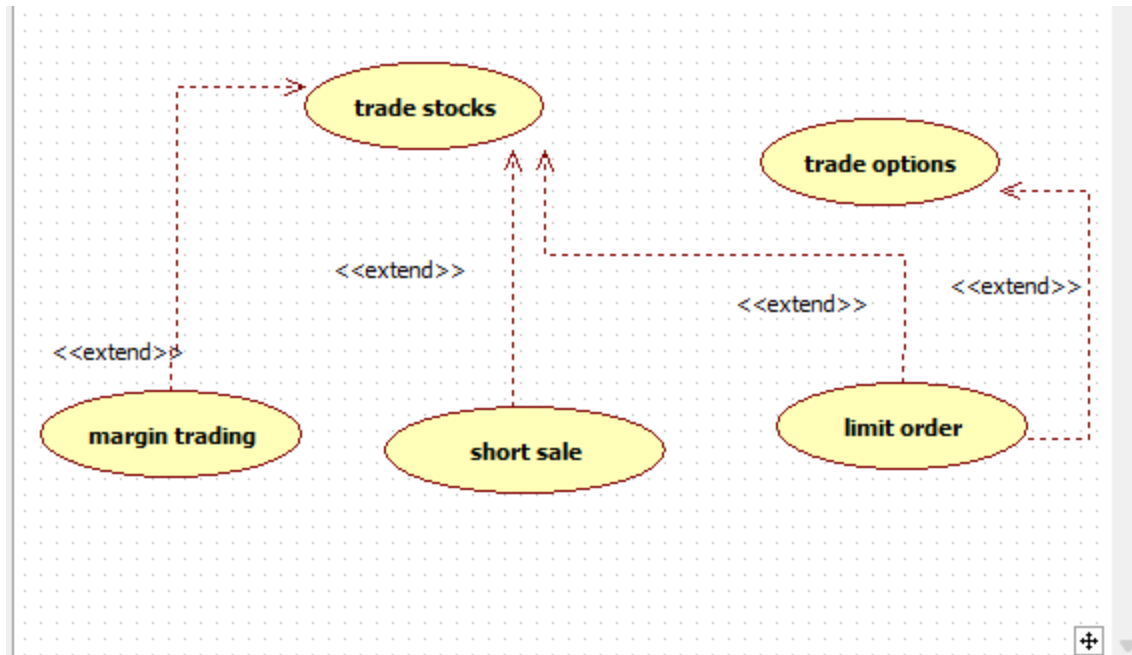 trade stocks
trade options
<<extend>>
<<extend>>
<<extend>>
<<extend>>
margin trading
short sale
limit order